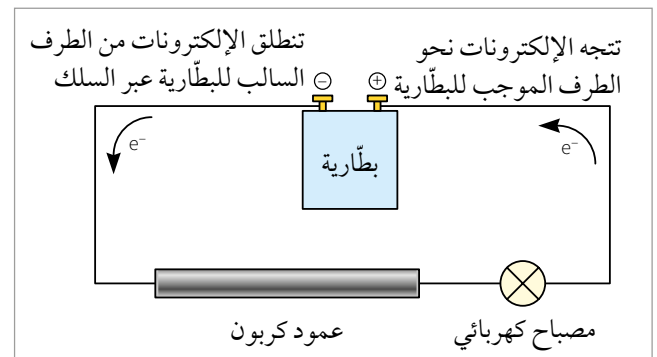 تتجه الإلكترونات نحو
الطرف الموجب للبطّارية
تنطلق الإلكترونات من الطرف
السالب للبطّارية عبر السلك
⊕
⊖
e⁻
e⁻
بطّارية
مصباح كهربائي
عمود كربون